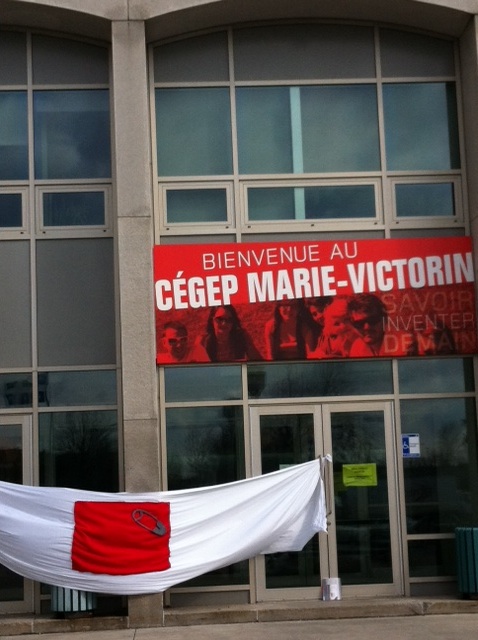 BIENVENUE AU
CÉGEP MARIE-VICTORIN
SAVOIR
INVENTER
DEMAIN